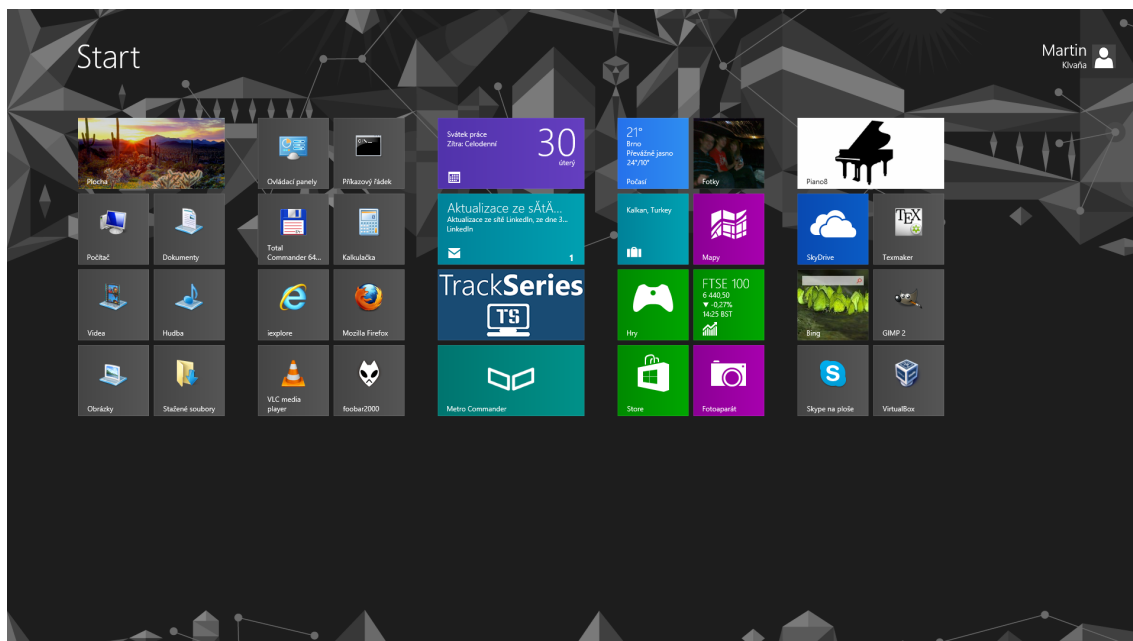 Start
Martin
Klvaňa
Plocha
Ovládací panely
C:\
Příkazový řádek
Svátek práce
Zítra: Celodenní
30
úterý
21°
Brno
Převážně jasno
24°/10°
Počasí
Fotky
Piano8
Počítač
Dokumenty
Total
Commander 64...
Kalkulačka
Aktualizace ze sĂtÄ...
Aktualizace ze sítě LinkedIn, ze dne 3...
LinkedIn
1
Kalkan, Turkey
Mapy
SkyDrive
TEX
Texmaker
Videa
Hudba
iexplore
Mozilla Firefox
TrackSeries
TS
Hry
FTSE 100
6 440,50
▼ -0,27%
14:25 BST
Bing
GIMP 2
Obrázky
Stažené soubory
VLC media
player
foobar2000
Metro Commander
Store
Fotoaparát
Skype na ploše
VirtualBox